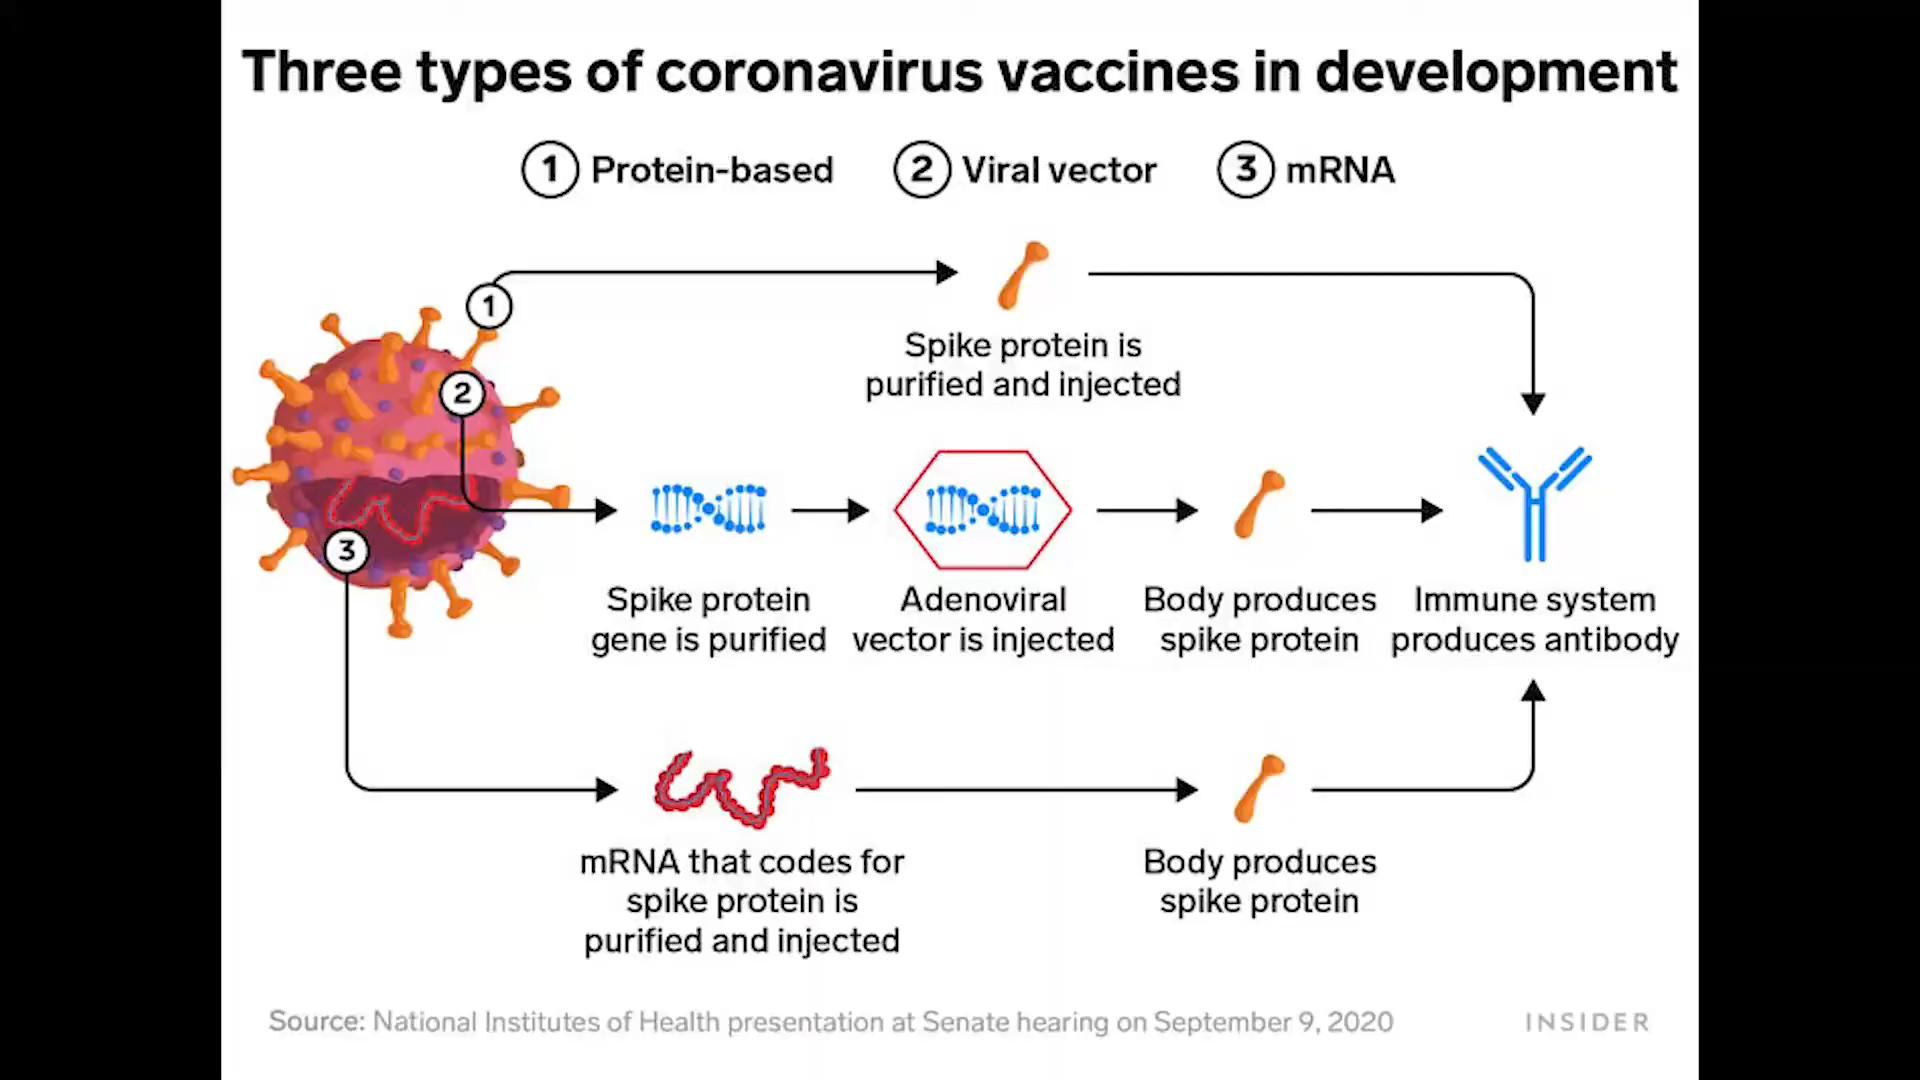 Three types of coronavirus vaccines in development
1 Protein-based 2 Viral vector 3 mRNA
1
Spike protein is
purified and injected
2
3
Spike protein
gene is purified
Adenoviral
vector is injected
Body produces
spike protein
Immune system
produces antibody
mRNA that codes for
spike protein is
purified and injected
Body produces
spike protein
Source: National Institutes of Health presentation at Senate hearing on September 9, 2020
INSIDER